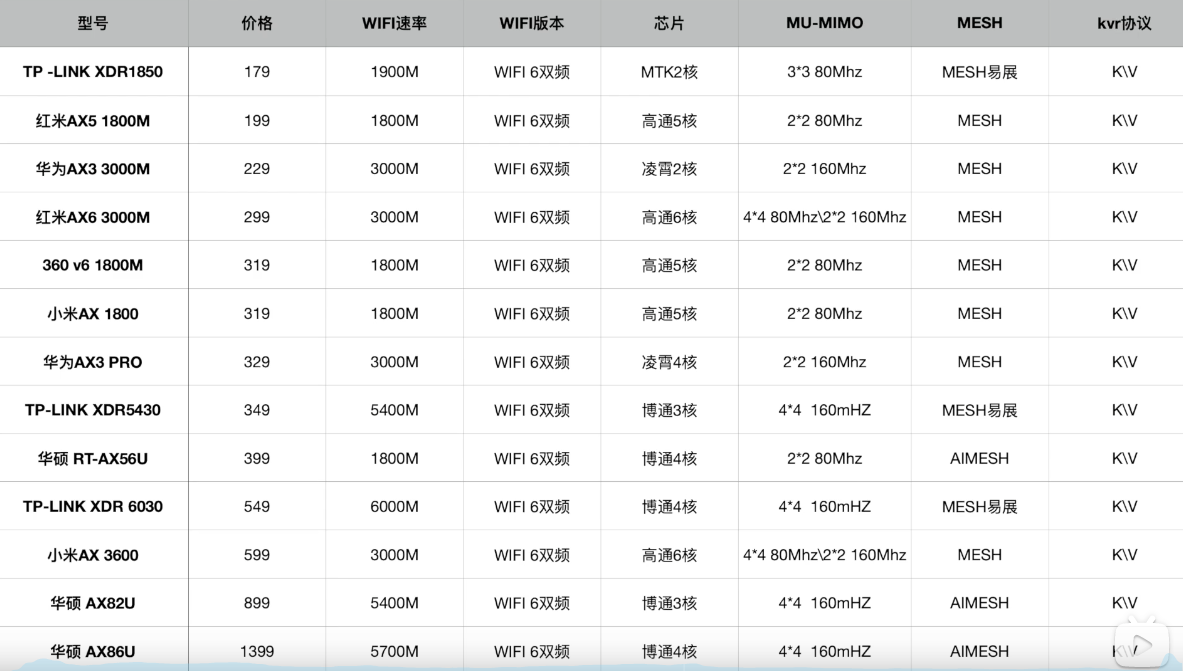 型号 价格 WIFI速率 WIFI版本 芯片 MU-MIMO MESH kvr协议
TP -LINK XDR1850 179 1900M WIFI 6双频 MTK2核 3*3 80Mhz MESH易展 K\V
红米AX5 1800M 199 1800M WIFI 6双频 高通5核 2*2 80Mhz MESH K\V
华为AX3 3000M 229 3000M WIFI 6双频 凌霄2核 2*2 160Mhz MESH K\V
红米AX6 3000M 299 3000M WIFI 6双频 高通6核 4*4 80Mhz\2*2 160Mhz MESH K\V
360 v6 1800M 319 1800M WIFI 6双频 高通5核 2*2 80Mhz MESH K\V
小米AX 1800 319 1800M WIFI 6双频 高通5核 2*2 80Mhz MESH K\V
华为AX3 PRO 329 3000M WIFI 6双频 凌霄4核 2*2 160Mhz MESH K\V
TP-LINK XDR5430 349 5400M WIFI 6双频 博通3核 4*4 160mHZ MESH易展 K\V
华硕 RT-AX56U 399 1800M WIFI 6双频 博通4核 2*2 80Mhz AIMESH K\V
TP-LINK XDR 6030 549 6000M WIFI 6双频 博通4核 4*4 160mHZ MESH易展 K\V
小米AX 3600 599 3000M WIFI 6双频 高通6核 4*4 80Mhz\2*2 160Mhz MESH K\V
华硕 AX82U 899 5400M WIFI 6双频 博通3核 4*4 160mHZ AIMESH K\V
华硕 AX86U 1399 5700M WIFI 6双频 博通4核 4*4 160mHZ AIMESH K\V